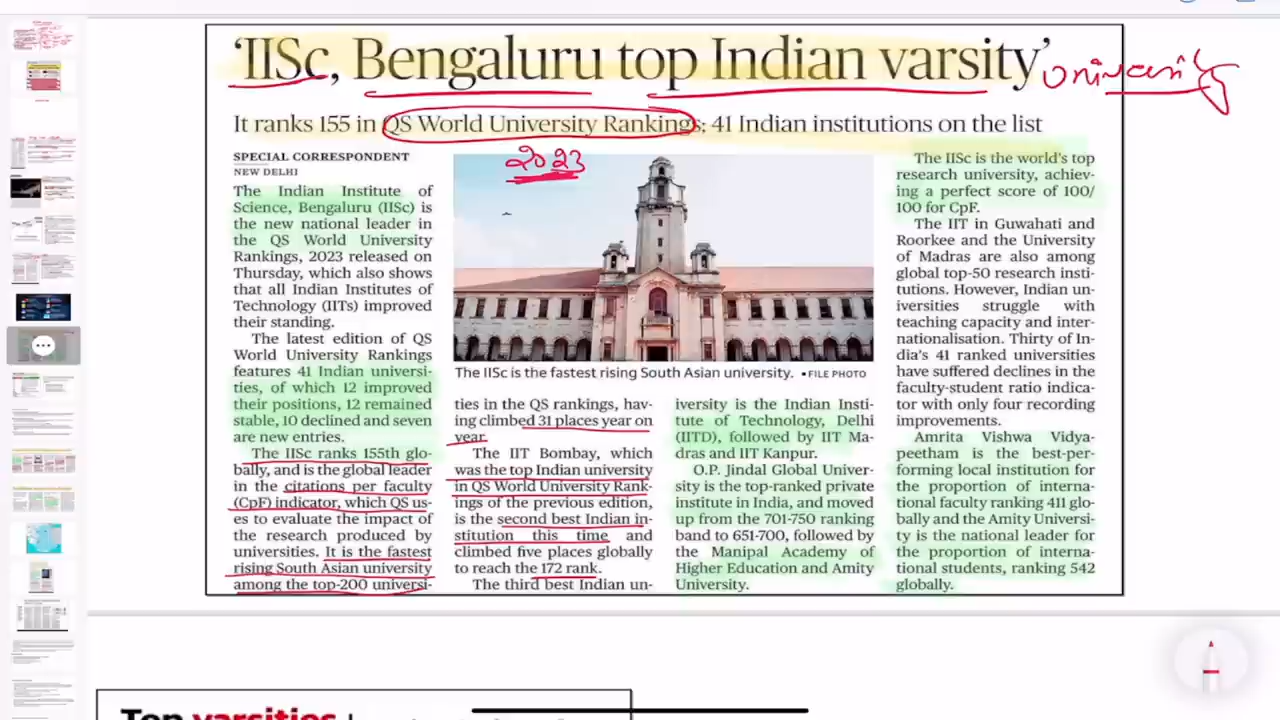 ‘IISc, Bengaluru top Indian varsity’
University
It ranks 155 in QS World University Rankings; 41 Indian institutions on the list
2023
SPECIAL CORRESPONDENT
NEW DELHI
The Indian Institute of
Science, Bengaluru (IISc) is
the new national leader in
the QS World University
Rankings, 2023 released on
Thursday, which also shows
that all Indian Institutes of
Technology (IITs) improved
their standing.
The latest edition of QS
World University Rankings
features 41 Indian universi-
ties, of which 12 improved
their positions, 12 remained
stable, 10 declined and seven
are new entries.
The IISc ranks 155th glo-
bally, and is the global leader
in the citations per faculty
(CpF) indicator, which QS us-
es to evaluate the impact of
the research produced by
universities. It is the fastest
rising South Asian university
among the top-200 universi-
The IISc is the fastest rising South Asian university. •FILE PHOTO
ties in the QS rankings, hav-
ing climbed 31 places year on
year.
The IIT Bombay, which
was the top Indian university
in QS World University Rank-
ings of the previous edition,
is the second best Indian in-
stitution this time and
climbed five places globally
to reach the 172 rank.
The third best Indian un-
iversity is the Indian Insti-
tute of Technology, Delhi
(IITD), followed by IIT Ma-
dras and IIT Kanpur.
O.P. Jindal Global Univer-
sity is the top-ranked private
institute in India, and moved
up from the 701-750 ranking
band to 651-700, followed by
the Manipal Academy of
Higher Education and Amity
University.
The IISc is the world’s top
research university, achiev-
ing a perfect score of 100/
100 for CpF.
The IIT in Guwahati and
Roorkee and the University
of Madras are also among
global top-50 research insti-
tutions. However, Indian un-
iversities struggle with
teaching capacity and inter-
nationalisation. Thirty of In-
dia’s 41 ranked universities
have suffered declines in the
faculty-student ratio indica-
tor with only four recording
improvements.
Amrita Vishwa Vidya-
peetham is the best-per-
forming local institution for
the proportion of interna-
tional faculty ranking 411 glo-
bally and the Amity Universi-
ty is the national leader for
the proportion of interna-
tional students, ranking 542
globally.
Top varsities